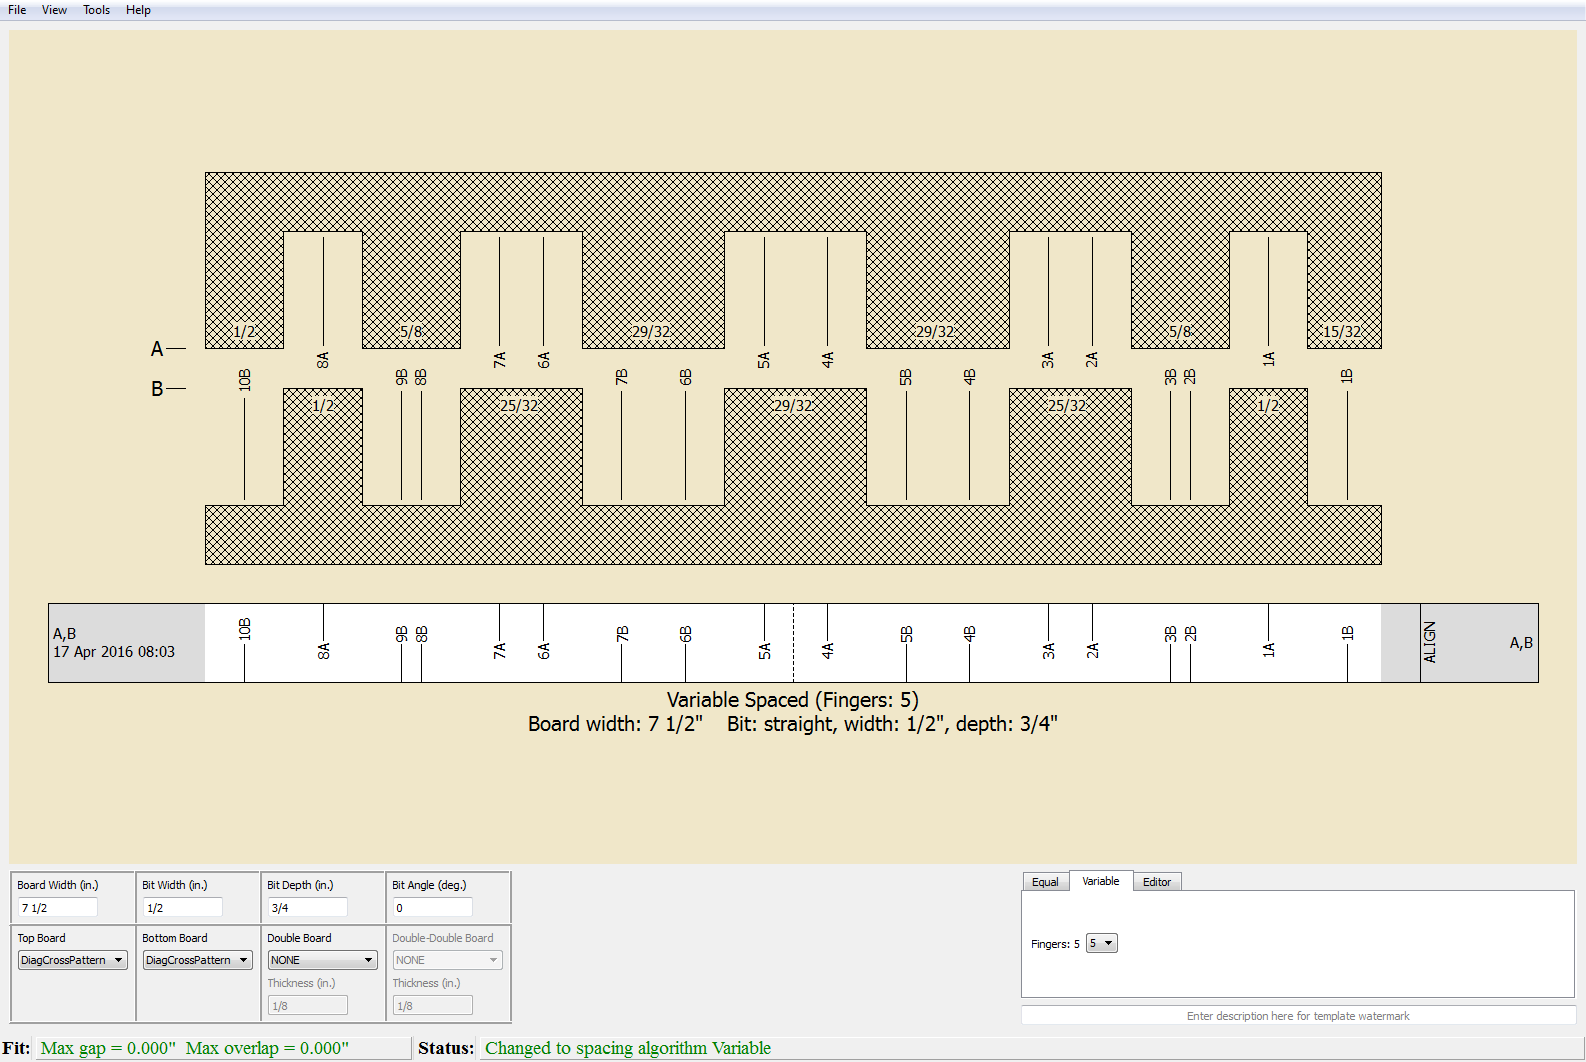 File View Tools Help
1/2 5/8 29/32 29/32 5/8 15/32
A
8A 7A 6A 5A 4A 3A 2A 1A
B
10B 9B 8B 7B 6B 5B 4B 3B 2B 1B
1/2 25/32 29/32 25/32 1/2
A,B
17 Apr 2016 08:03
10B 8A 9B 8B 7A 6A 7B 6B 5A 4A 5B 4B 3A 2A 3B 2B 1A 1B
ALIGN
A,B
Variable Spaced (Fingers: 5)
Board width: 7 1/2" Bit: straight, width: 1/2", depth: 3/4"
Board Width (in.) Bit Width (in.) Bit Depth (in.) Bit Angle (deg.)
7 1/2 1/2 3/4 0
Top Board Bottom Board Double Board Double-Double Board
DiagCrossPattern DiagCrossPattern NONE NONE
Thickness (in.) Thickness (in.)
1/8 1/8
Equal Variable Editor
Fingers: 5 5
Enter description here for template watermark
Fit: Max gap = 0.000" Max overlap = 0.000" Status: Changed to spacing algorithm Variable